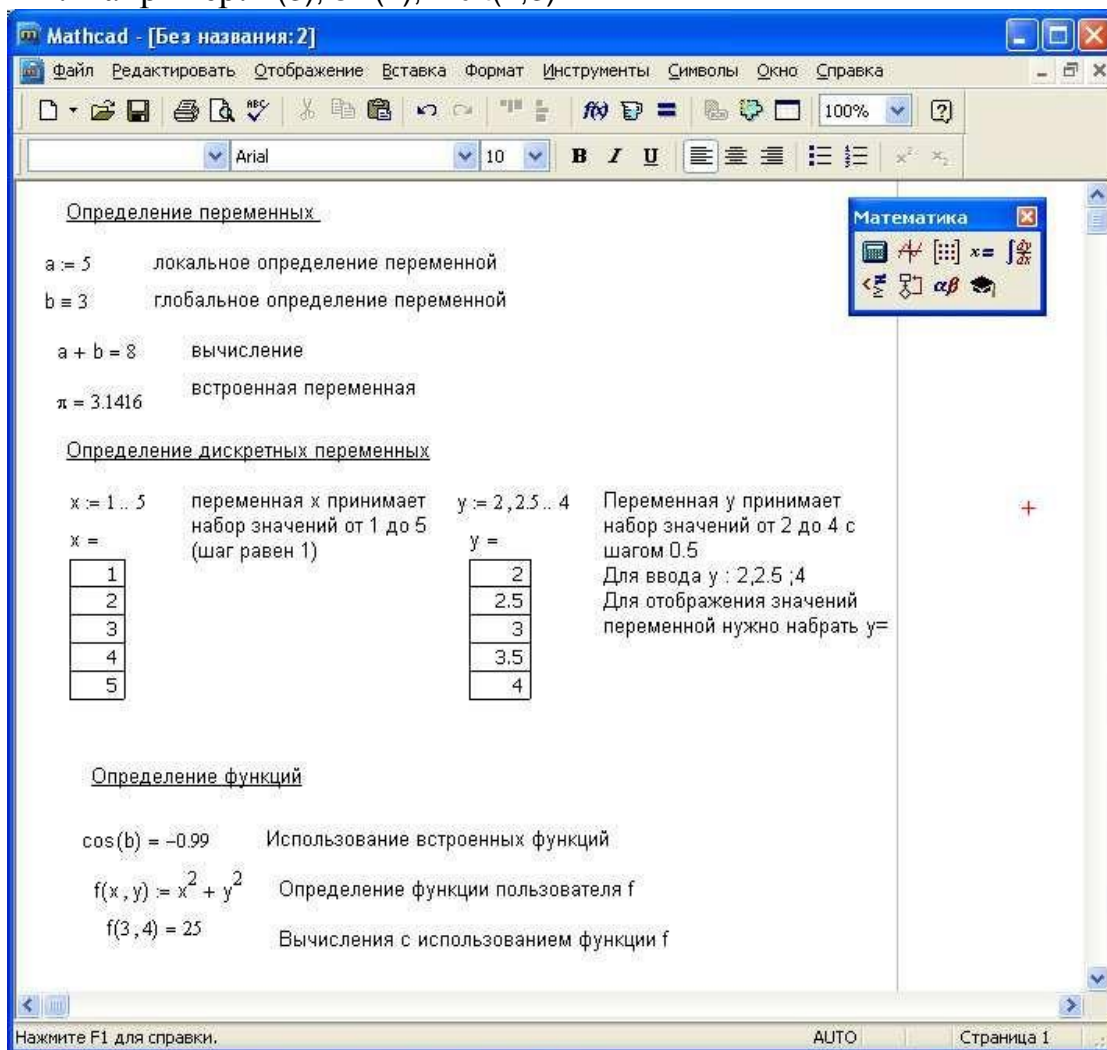 Mathcad - [Без названия:2]
Файл Редактировать Отображение Вставка Формат Инструменты Символы Окно Справка
100%
Arial 10 B I U
Определение переменных
a := 5 локальное определение переменной
b ≡ 3 глобальное определение переменной
a + b = 8 вычисление
π = 3.1416 встроенная переменная
Определение дискретных переменных
x := 1 .. 5
переменная x принимает
набор значений от 1 до 5
(шаг равен 1)
x =
1
2
3
4
5
y := 2 , 2.5 .. 4
y =
2
2.5
3
3.5
4
Переменная y принимает
набор значений от 2 до 4 с
шагом 0.5
Для ввода y : 2,2.5 ;4
Для отображения значений
переменной нужно набрать y=
Определение функций
cos(b) = −0.99 Использование встроенных функций
f(x , y) := x² + y² Определение функции пользователя f
f(3 , 4) = 25 Вычисления с использованием функции f
Математика
Нажмите F1 для справки. AUTO Страница 1